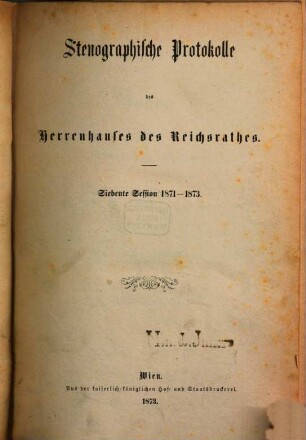 Stenographische Protokolle
des
Herrenhauses des Reichsrathes.
Siebente Session 1871—1873.
Wien.
Aus der kaiserlich-königlichen Hof- und Staatsdruckerei.
1873.